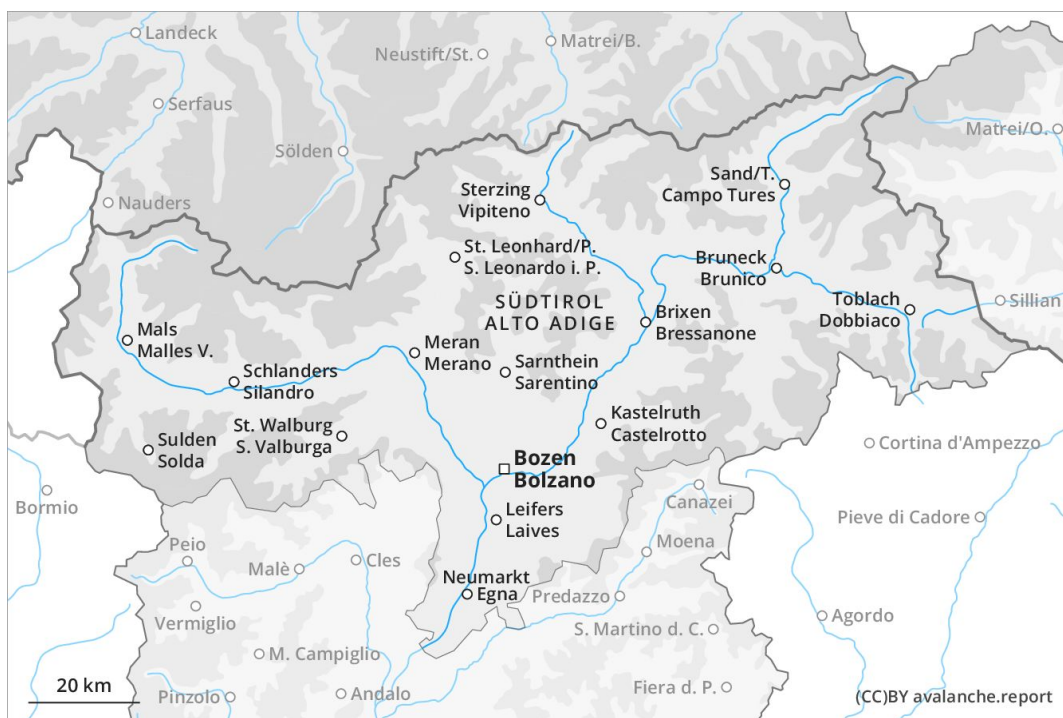 Landeck
Neustift/St.
Matrei/B.
Serfaus
Matrei/O.
Sölden
Sand/T.
Campo Tures
Sterzing
Vipiteno
Nauders
St. Leonhard/P.
S. Leonardo i. P.
Bruneck
Brunico
SÜDTIROL
ALTO ADIGE
Toblach
Dobbiaco
Sillian
Brixen
Bressanone
Mals
Malles V.
Meran
Merano
Sarnthein
Sarentino
Schlanders
Silandro
Kastelruth
Castelrotto
St. Walburg
S. Valburga
Sulden
Solda
Cortina d'Ampezzo
Bozen
Bolzano
Bormio
Canazei
Leifers
Laives
Pieve di Cadore
Peio
Malè
Cles
Moena
Neumarkt
Egna
Predazzo
Vermiglio
Agordo
S. Martino d. C.
M. Campiglio
20 km
Pinzolo
Andalo
Fiera d. P.
(CC)BY avalanche.report